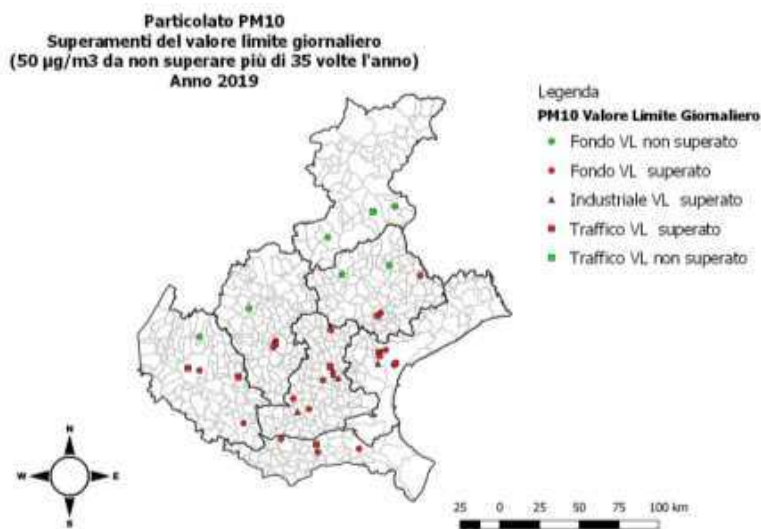 Particolato PM10
Superamenti del valore limite giornaliero
(50 µg/m3 da non superare più di 35 volte l'anno)
Anno 2019
Legenda
PM10 Valore Limite Giornaliero
Fondo VL non superato
Fondo VL superato
Industriale VL superato
Traffico VL superato
Traffico VL non superato
N
W E
S
25 0 25 50 75 100 km